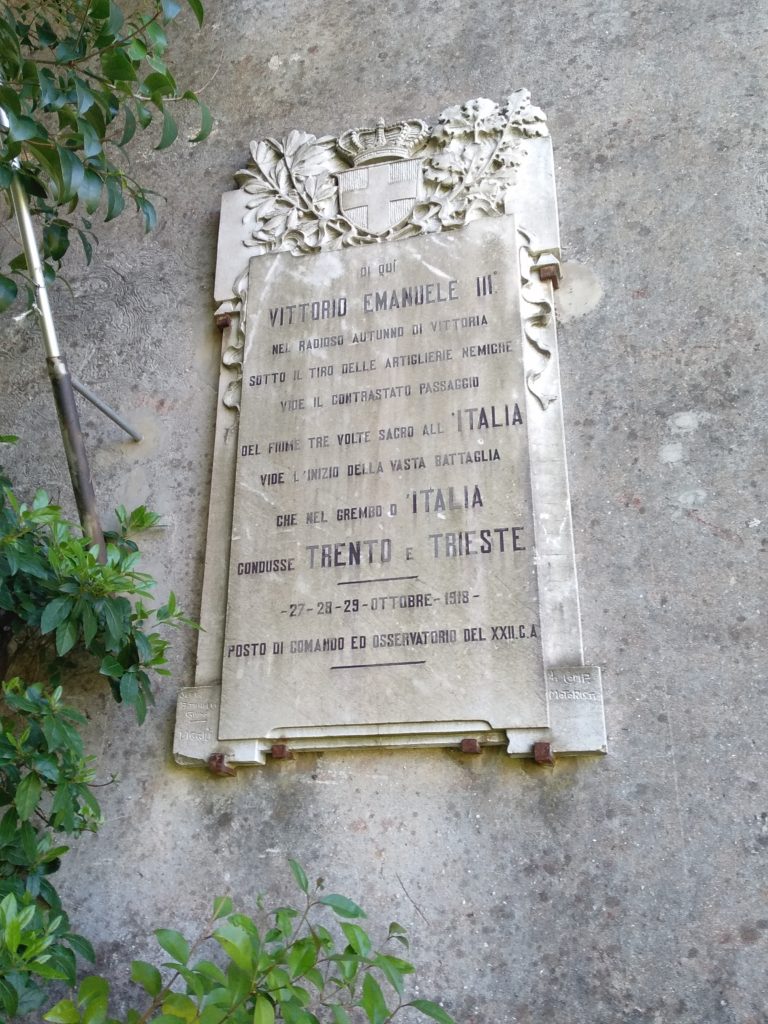 DI QUI
VITTORIO EMANUELE III°
NEL RADIOSO AUTUNNO DI VITTORIA
SOTTO IL TIRO DELLE ARTIGLIERIE NEMICHE
VIDE IL CONTRASTATO PASSAGGIO
DEL FIUME TRE VOLTE SACRO ALL'ITALIA
VIDE L'INIZIO DELLA VASTA BATTAGLIA
CHE NEL GREMBO D'ITALIA
CONDUSSE TRENTO E TRIESTE
-27-28-29-OTTOBRE-1918-
POSTO DI COMANDO ED OSSERVATORIO DEL XXII.C.A
MOTORISTI